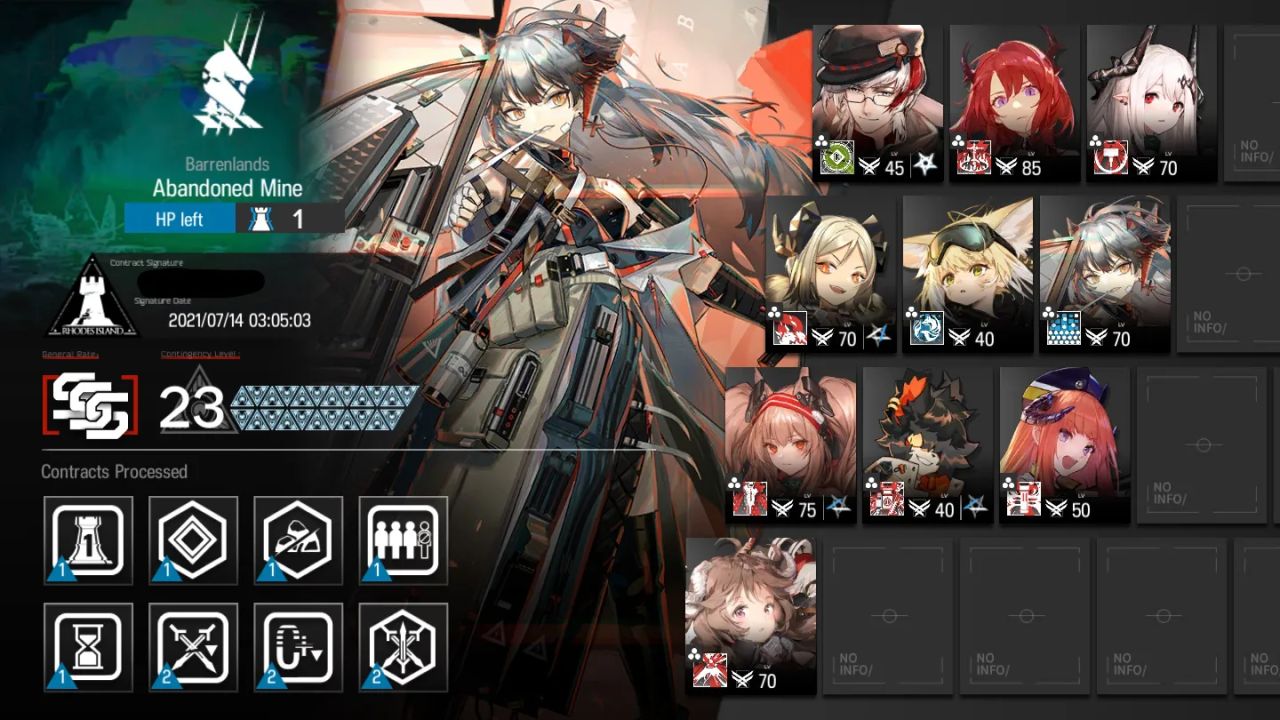 Barrenlands
Abandoned Mine
HP left 1
Contract Signature
Signature Date
RHODES ISLAND
2021/07/14 03:05:03
General Rate:
Contingency Level:
23
Contracts Processed
1
1
1
1
1
2
2
2
LV 45
LV 85
LV 70
NO INFO/
LV 70
LV 40
LV 70
NO INFO/
LV 75
LV 40
LV 50
NO INFO/
LV 70
NO INFO/
NO INFO/
NO INFO/
NO INFO